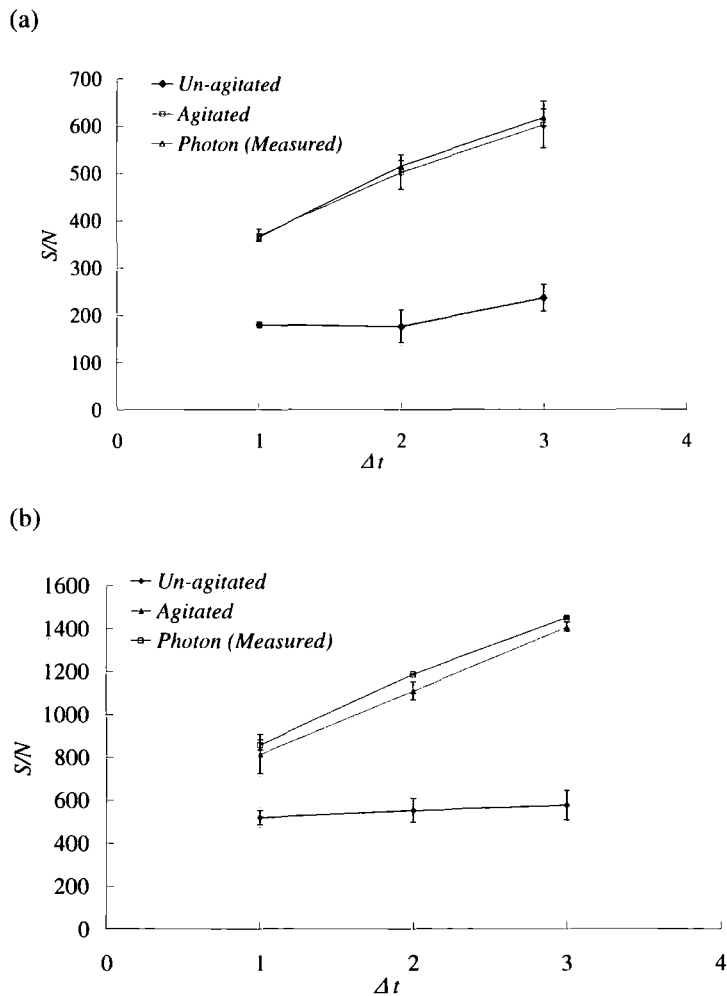 (a)
700
600
500
400
300
200
100
0
S/N
Un-agitated
Agitated
Photon (Measured)
0 1 2 3 4
Δt
(b)
1600
1400
1200
1000
800
600
400
200
0
S/N
Un-agitated
Agitated
Photon (Measured)
0 1 2 3 4
Δt